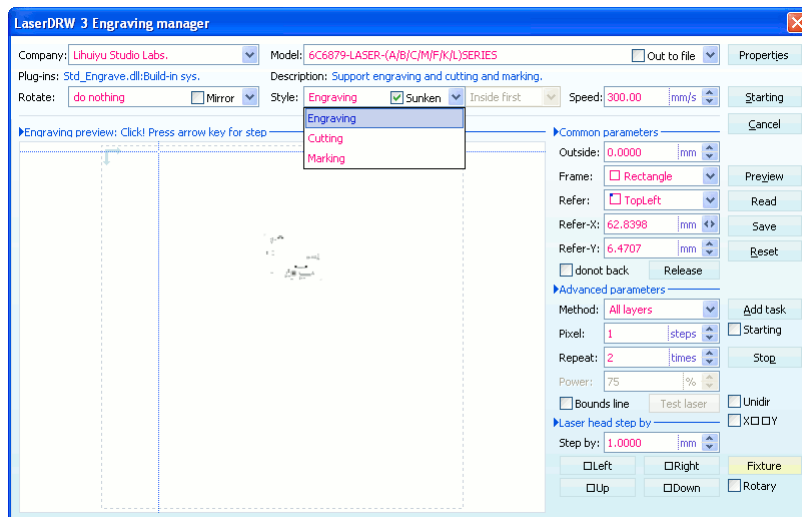 LaserDRW 3 Engraving manager
Company: Lihuiyu Studio Labs. Model: 6C6879-LASER-(A/B/C/M/F/K/L)SERIES Out to file Properties
Plug-ins: Std_Engrave.dll:Build-in sys. Description: Support engraving and cutting and marking.
Rotate: do nothing Mirror Style: Engraving Sunken Inside first Speed: 300.00 mm/s Starting
Engraving
Cutting
Marking
Cancel
Engraving preview: Click! Press arrow key for step
Common parameters
Outside: 0.0000 mm
Frame: Rectangle Preview
Refer: TopLeft Read
Refer-X: 62.8398 mm Save
Refer-Y: 6.4707 mm Reset
donot back Release
Advanced parameters
Method: All layers Add task
Pixel: 1 steps Starting
Repeat: 2 times Stop
Power: 75 %
Bounds line Test laser Unidir
Laser head step by X□□Y
Step by: 1.0000 mm
□Left □Right Fixture
□Up □Down Rotary